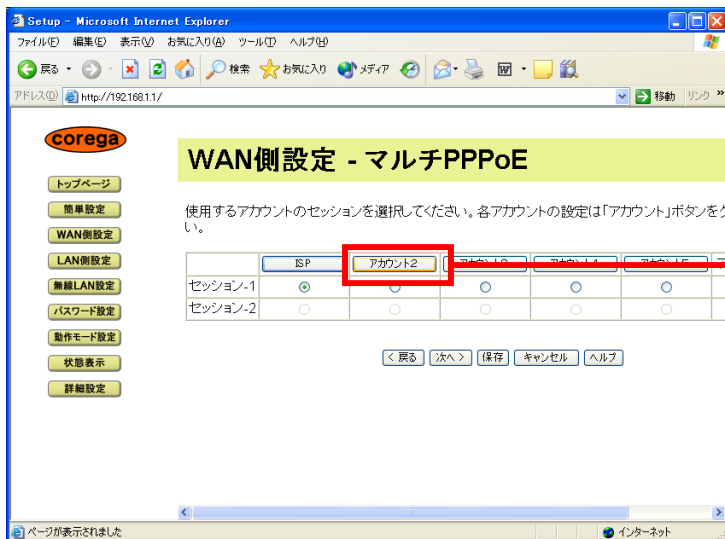 Setup - Microsoft Internet Explorer
ファイル(F) 編集(E) 表示(V) お気に入り(A) ツール(T) ヘルプ(H)
戻る 検索 お気に入り メディア
アドレス(D) http://192.168.1.1/ 移動 リンク »
corega
トップページ
簡単設定
WAN側設定
LAN側設定
無線LAN設定
パスワード設定
動作モード設定
状態表示
詳細設定
WAN側設定 - マルチPPPoE
使用するアカウントのセッションを選択してください。各アカウントの設定は「アカウント」ボタンをク
い。
ISP アカウント2
セッション-1
セッション-2
< 戻る 次へ > 保存 キャンセル ヘルプ
ページが表示されました インターネット